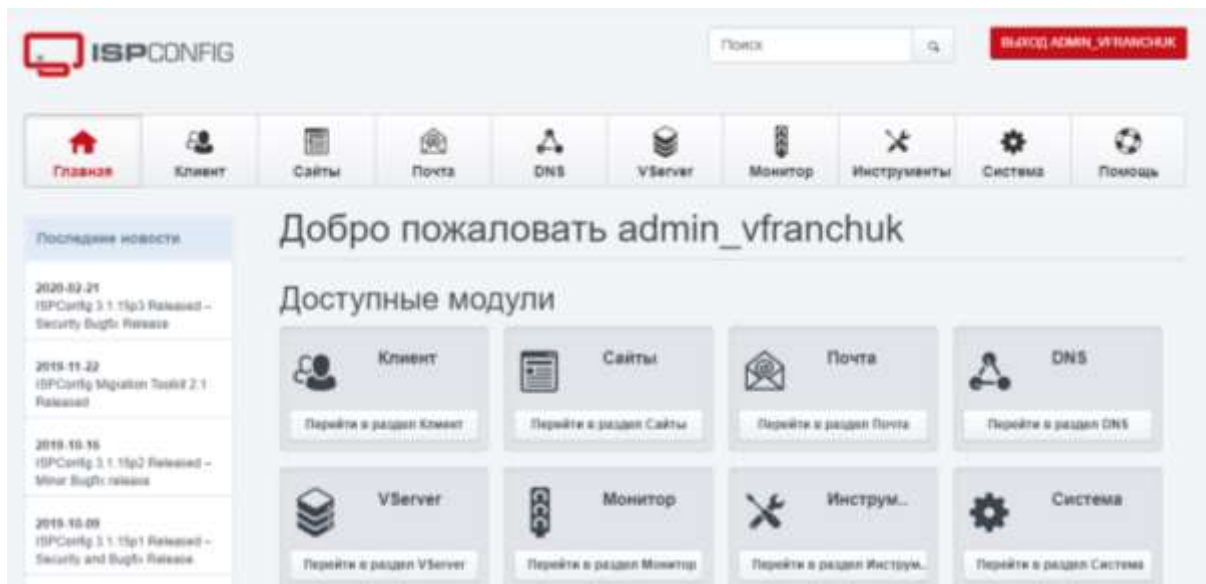 ISPCONFIG
Поиск
ВЫХОД ADMIN_VFRANCHUK
Главная
Клиент
Сайты
Почта
DNS
VServer
Монитор
Инструменты
Система
Помощь
Последние новости
2020-02-21
ISPConfig 3.1.15p3 Released –
Security Bugfix Release
2019-11-22
ISPConfig Migration Toolkit 2.1
Released
2019-10-16
ISPConfig 3.1.15p2 Released –
Minor Bugfix release
2019-10-09
ISPConfig 3.1.15p1 Released –
Security and Bugfix Release
Добро пожаловать admin_vfranchuk
Доступные модули
Клиент
Перейти в раздел Клиент
Сайты
Перейти в раздел Сайты
Почта
Перейти в раздел Почта
DNS
Перейти в раздел DNS
VServer
Перейти в раздел VServer
Монитор
Перейти в раздел Монитор
Инструм...
Перейти в раздел Инструм...
Система
Перейти в раздел Система